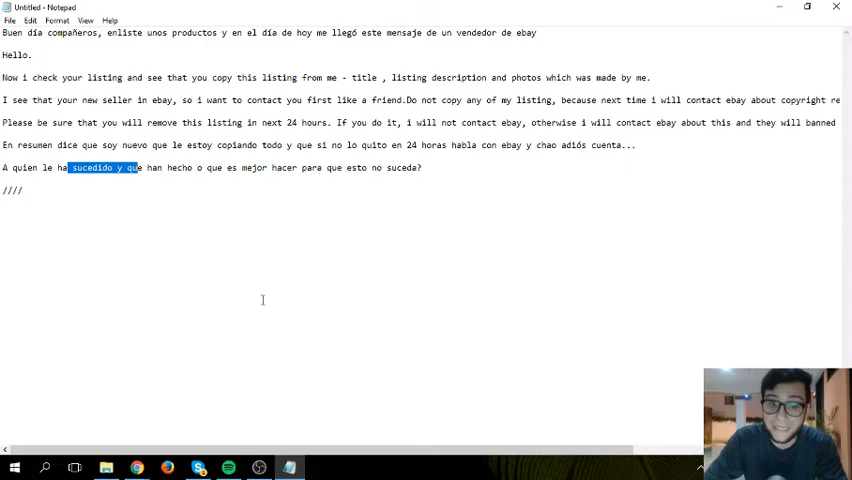 Untitled - Notepad
File Edit Format View Help
Buen día compañeros, enliste unos productos y en el día de hoy me llegó este mensaje de un vendedor de ebay
Hello.
Now i check your listing and see that you copy this listing from me - title , listing description and photos which was made by me.
I see that your new seller in ebay, so i want to contact you first like a friend.Do not copy any of my listing, because next time i will contact ebay about copyright re
Please be sure that you will remove this listing in next 24 hours. If you do it, i will not contact ebay, otherwise i will contact ebay about this and they will banned
En resumen dice que soy nuevo que le estoy copiando todo y que si no lo quito en 24 horas habla con ebay y chao adiós cuenta...
A quien le ha sucedido y que han hecho o que es mejor hacer para que esto no suceda?
////